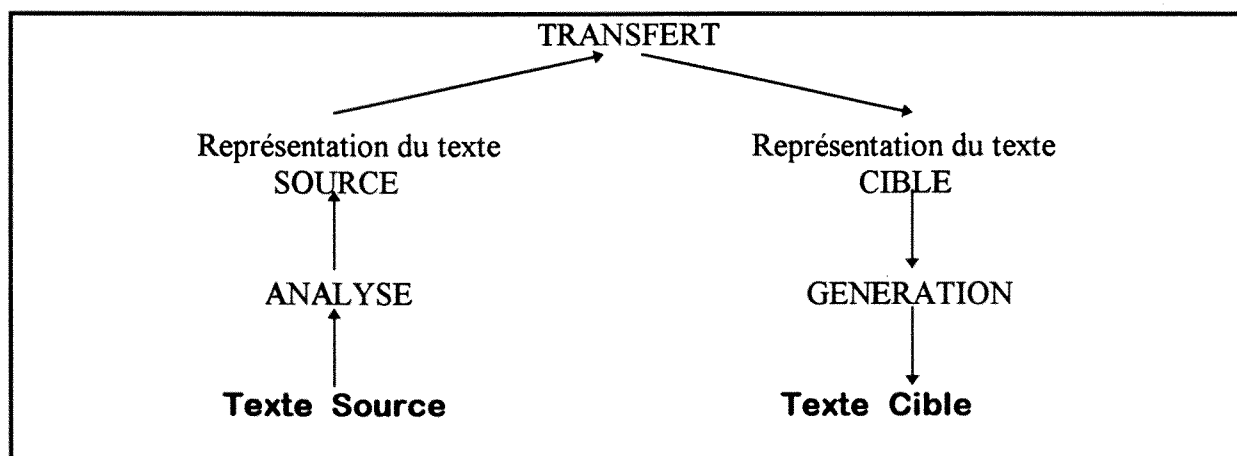 TRANSFERT
Représentation du texte
SOURCE
Représentation du texte
CIBLE
ANALYSE
GENERATION
Texte Source
Texte Cible